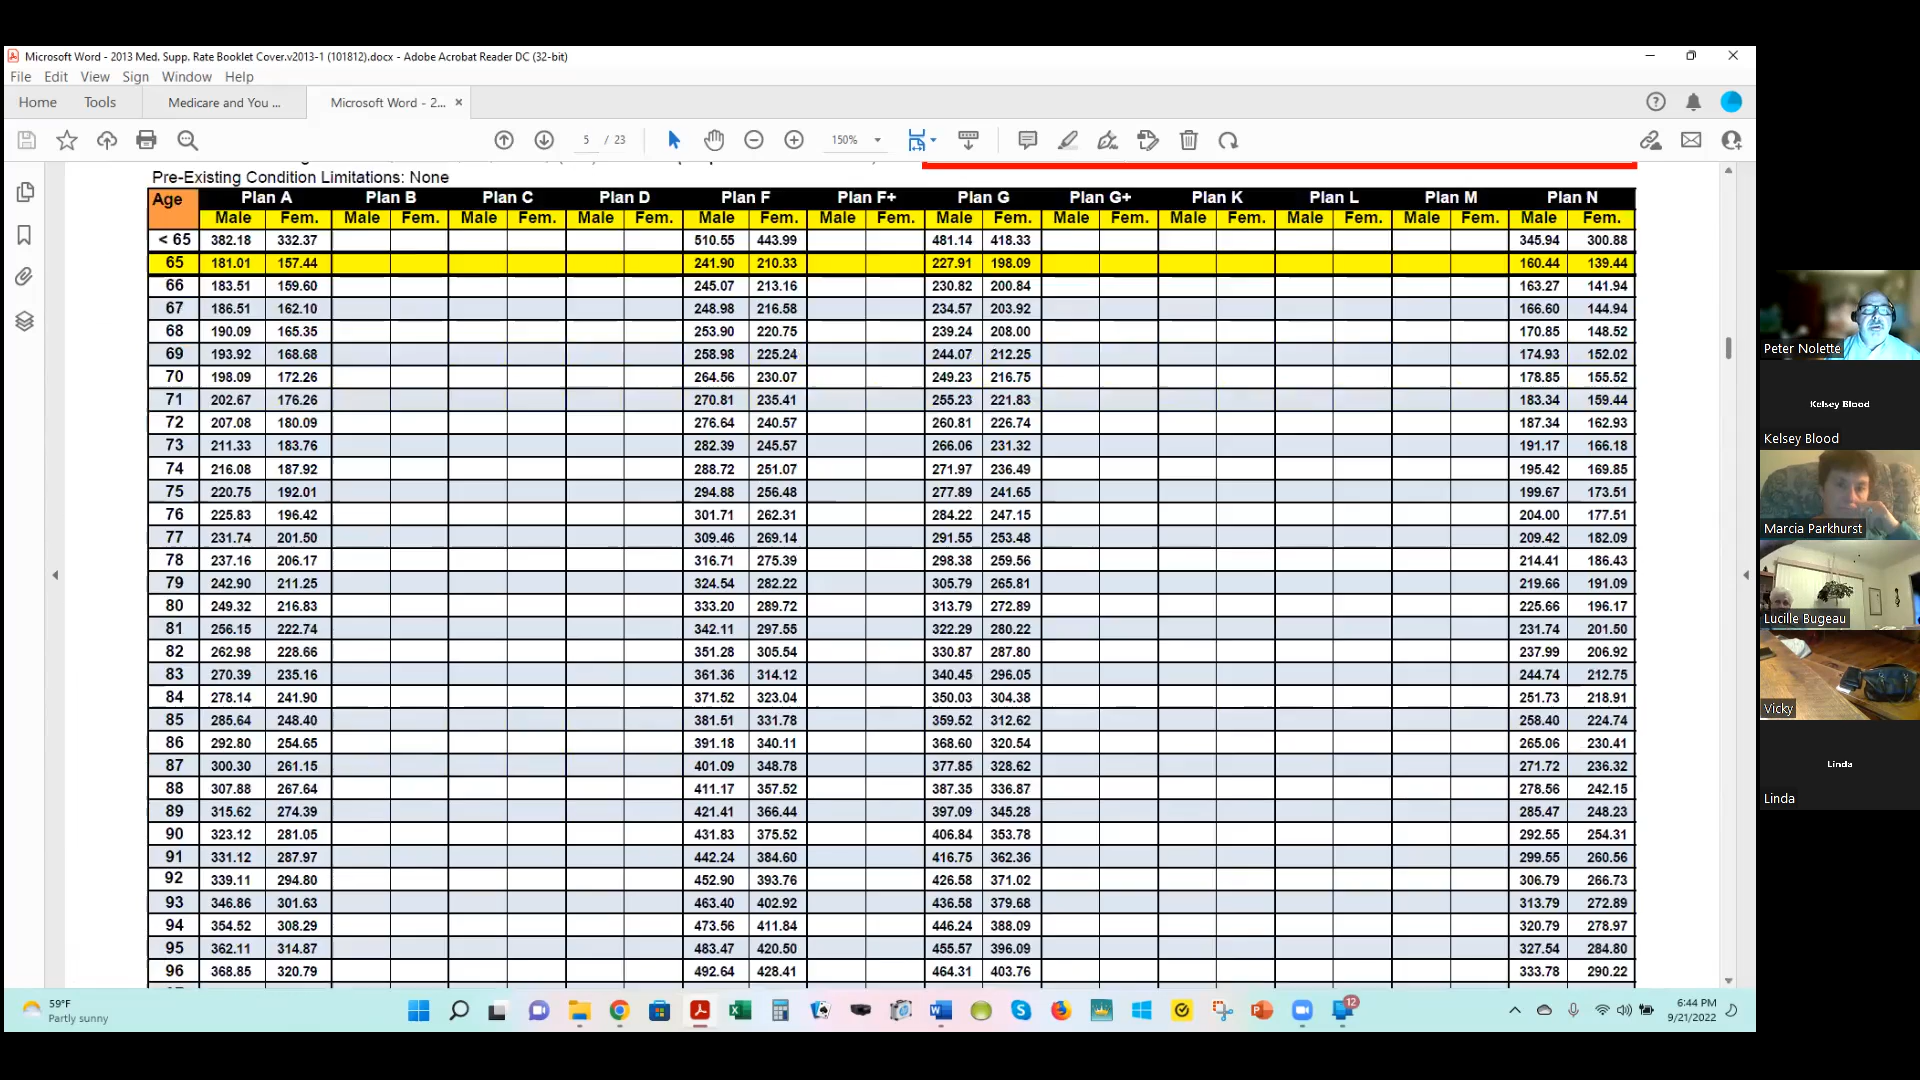 Microsoft Word - 2013 Med. Supp. Rate Booklet Cover.v2013-1 (101812).docx - Adobe Acrobat Reader DC (32-bit)
File Edit View Sign Window Help
Home Tools Medicare and You ... Microsoft Word - 2... ×
5 / 23 150%
Pre-Existing Condition Limitations: None
Age Plan A Plan B Plan C Plan D Plan F Plan F+ Plan G Plan G+ Plan K Plan L Plan M Plan N
Male Fem. Male Fem. Male Fem. Male Fem. Male Fem. Male Fem. Male Fem. Male Fem. Male Fem. Male Fem. Male Fem. Male Fem.
< 65 382.18 332.37 510.55 443.99 481.14 418.33 345.94 300.88
65 181.01 157.44 241.90 210.33 227.91 198.09 160.44 139.44
66 183.51 159.60 245.07 213.16 230.82 200.84 163.27 141.94
67 186.51 162.10 248.98 216.58 234.57 203.92 166.60 144.94
68 190.09 165.35 253.90 220.75 239.24 208.00 170.85 148.52
69 193.92 168.68 258.98 225.24 244.07 212.25 174.93 152.02
70 198.09 172.26 264.56 230.07 249.23 216.75 178.85 155.52
71 202.67 176.26 270.81 235.41 255.23 221.83 183.34 159.44
72 207.08 180.09 276.64 240.57 260.81 226.74 187.34 162.93
73 211.33 183.76 282.39 245.57 266.06 231.32 191.17 166.18
74 216.08 187.92 288.72 251.07 271.97 236.49 195.42 169.85
75 220.75 192.01 294.88 256.48 277.89 241.65 199.67 173.51
76 225.83 196.42 301.71 262.31 284.22 247.15 204.00 177.51
77 231.74 201.50 309.46 269.14 291.55 253.48 209.42 182.09
78 237.16 206.17 316.71 275.39 298.38 259.56 214.41 186.43
79 242.90 211.25 324.54 282.22 305.79 265.81 219.66 191.09
80 249.32 216.83 333.20 289.72 313.79 272.89 225.66 196.17
81 256.15 222.74 342.11 297.55 322.29 280.22 231.74 201.50
82 262.98 228.66 351.28 305.54 330.87 287.80 237.99 206.92
83 270.39 235.16 361.36 314.12 340.45 296.05 244.74 212.75
84 278.14 241.90 371.52 323.04 350.03 304.38 251.73 218.91
85 285.64 248.40 381.51 331.78 359.52 312.62 258.40 224.74
86 292.80 254.65 391.18 340.11 368.60 320.54 265.06 230.41
87 300.30 261.15 401.09 348.78 377.85 328.62 271.72 236.32
88 307.88 267.64 411.17 357.52 387.35 336.87 278.56 242.15
89 315.62 274.39 421.41 366.44 397.09 345.28 285.47 248.23
90 323.12 281.05 431.83 375.52 406.84 353.78 292.55 254.31
91 331.12 287.97 442.24 384.60 416.75 362.36 299.55 260.56
92 339.11 294.80 452.90 393.76 426.58 371.02 306.79 266.73
93 346.86 301.63 463.40 402.92 436.58 379.68 313.79 272.89
94 354.52 308.29 473.56 411.84 446.24 388.09 320.79 278.97
95 362.11 314.87 483.47 420.50 455.57 396.09 327.54 284.80
96 368.85 320.79 492.64 428.41 464.31 403.76 333.78 290.22
Peter Nolette
Kelsey Blood
Kelsey Blood
Marcia Parkhurst
Lucille Bugeau
Vicky
Linda
Linda
59°F
Partly sunny
12
6:44 PM
9/21/2022